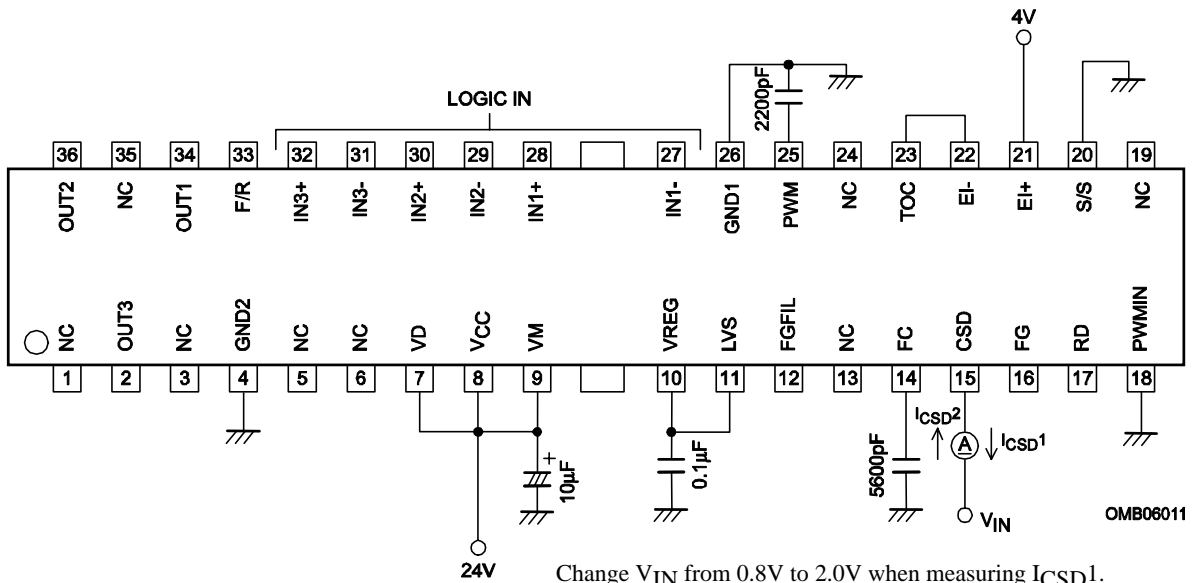 4V
LOGIC IN
2200pF
36 35 34 33 32 31 30 29 28 27 26 25 24 23 22 21 20 19
OUT2 NC OUT1 F/R IN3+ IN3- IN2+ IN2- IN1+ IN1- GND1 PWM NC TOC EI- EI+ S/S NC
NC OUT3 NC GND2 NC NC VD VCC VM VREG LVS FGFIL NC FC CSD FG RD PWMIN
1 2 3 4 5 6 7 8 9 10 11 12 13 14 15 16 17 18
ICSD2 A ICSD1
+
10µF
0.1µF
5600pF
VIN
OMB06011
24V
Change VIN from 0.8V to 2.0V when measuring ICSD1.